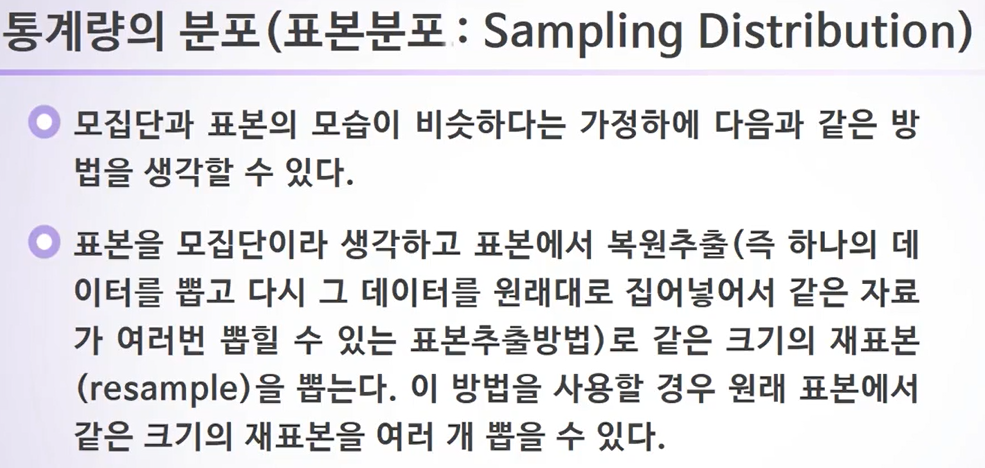 통계량의 분포(표본분포 : Sampling Distribution)
모집단과 표본의 모습이 비슷하다는 가정하에 다음과 같은 방
법을 생각할 수 있다.
표본을 모집단이라 생각하고 표본에서 복원추출(즉 하나의 데
이터를 뽑고 다시 그 데이터를 원래대로 집어넣어서 같은 자료
가 여러번 뽑힐 수 있는 표본추출방법)로 같은 크기의 재표본
(resample)을 뽑는다. 이 방법을 사용할 경우 원래 표본에서
같은 크기의 재표본을 여러 개 뽑을 수 있다.